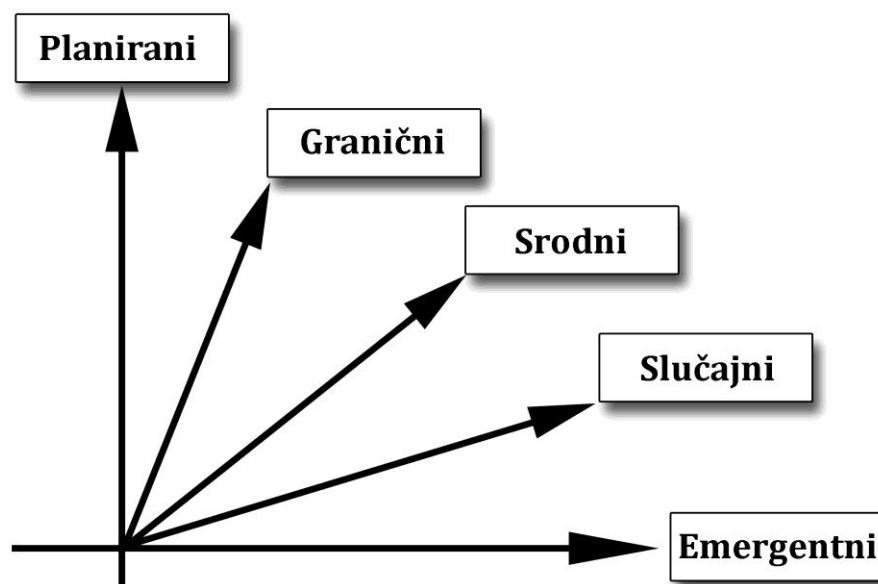 Planirani
Granični
Srodni
Slučajni
Emergentni